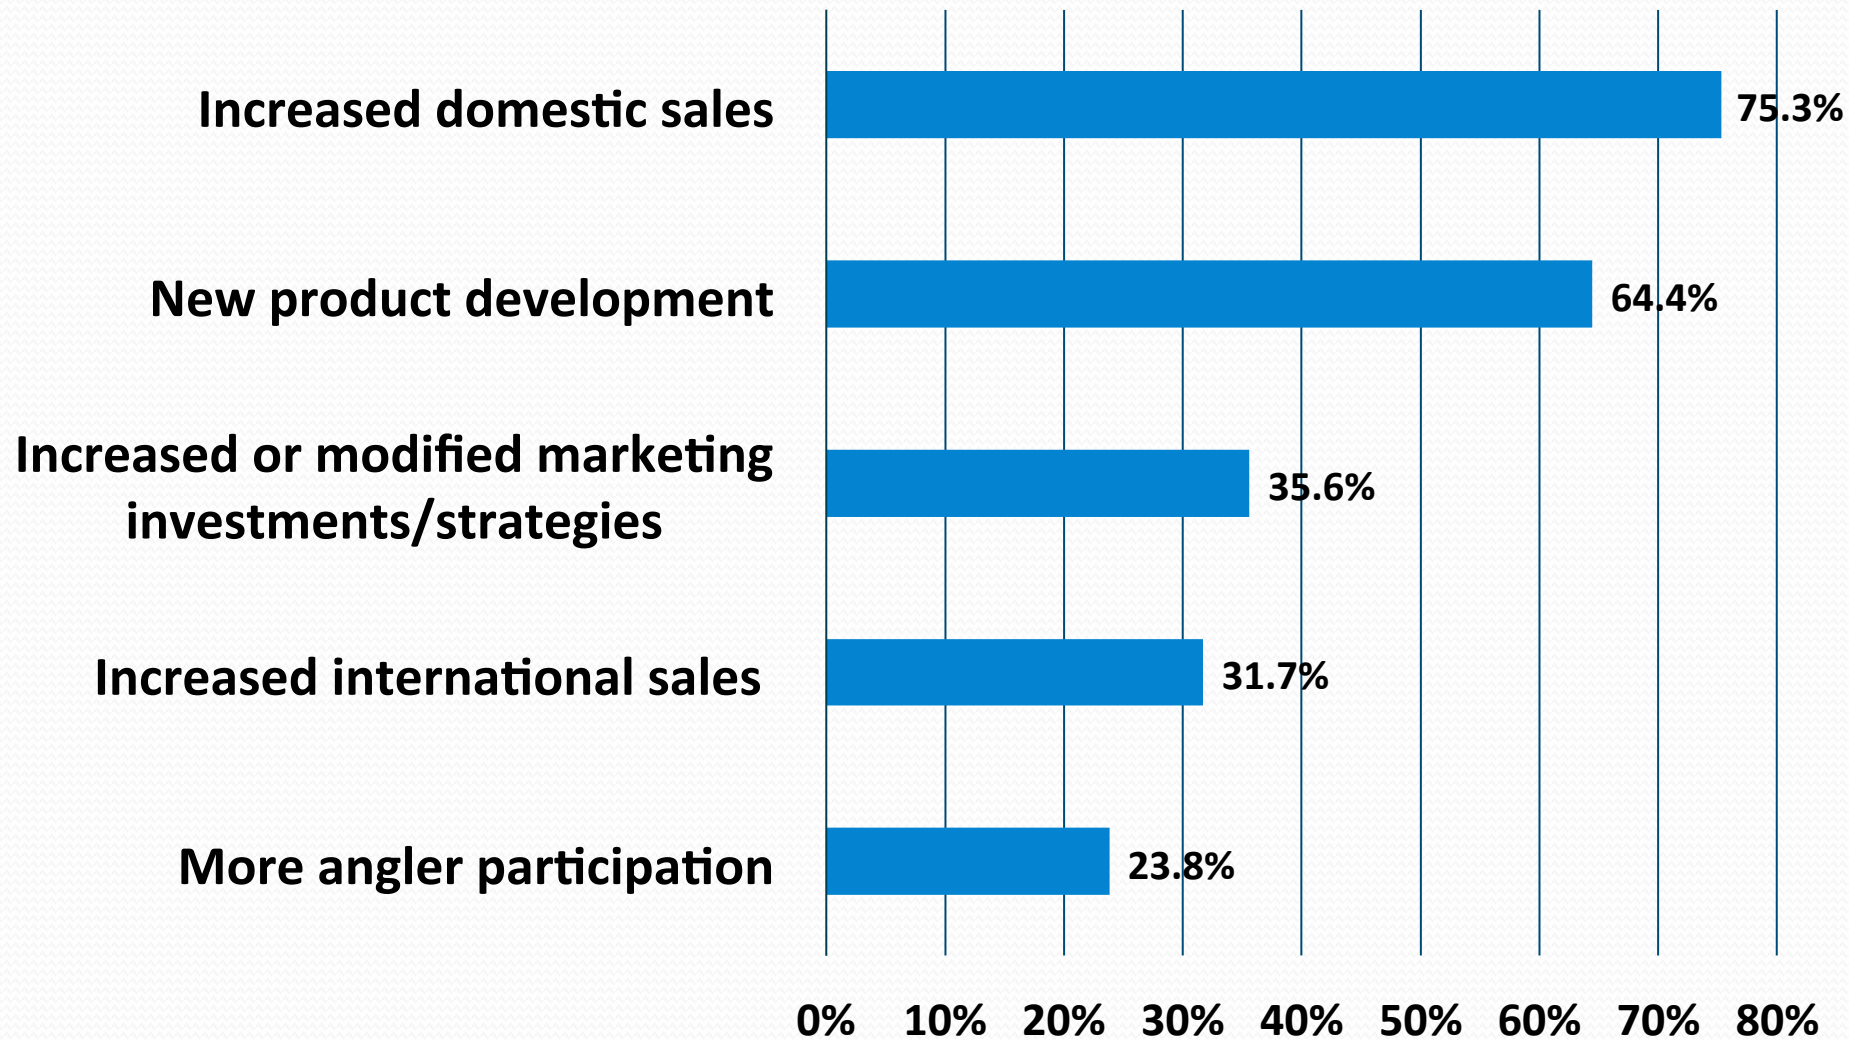 Increased domestic sales
75.3%
New product development
64.4%
Increased or modified marketing
investments/strategies
35.6%
Increased international sales
31.7%
More angler participation
23.8%
0% 10% 20% 30% 40% 50% 60% 70% 80%